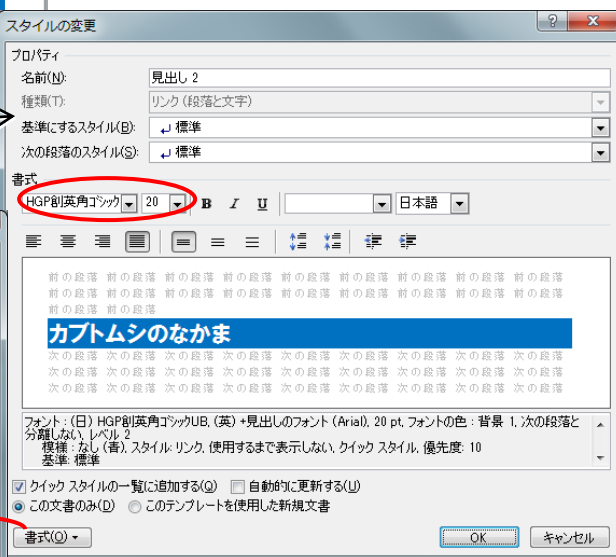 スタイルの変更
プロパティ
名前(N): 見出し 2
種類(T): リンク (段落と文字)
基準にするスタイル(B): ↵ 標準
次の段落のスタイル(S): ↵ 標準
書式
HGP創英角ゴシック 20 B I U 日本語
前の段落 前の段落 前の段落 前の段落 前の段落 前の段落 前の段落 前の段落 前の段落
前の段落 前の段落 前の段落 前の段落 前の段落 前の段落 前の段落 前の段落 前の段落
前の段落 前の段落
カブトムシのなかま
次の段落 次の段落 次の段落 次の段落 次の段落 次の段落 次の段落 次の段落 次の段落
次の段落 次の段落 次の段落 次の段落 次の段落 次の段落 次の段落 次の段落 次の段落
次の段落 次の段落 次の段落 次の段落 次の段落 次の段落 次の段落 次の段落 次の段落
フォント : (日) HGP創英角ゴシックUB, (英) +見出しのフォント (Arial), 20 pt, フォントの色 : 背景 1, 次の段落と
分離しない, レベル 2
模様 : なし (青), スタイル: リンク, 使用するまで表示しない, クイック スタイル, 優先度: 10
基準: 標準
クイック スタイルの一覧に追加する(Q) 自動的に更新する(U)
この文書のみ(D) このテンプレートを使用した新規文書
書式(O) OK キャンセル